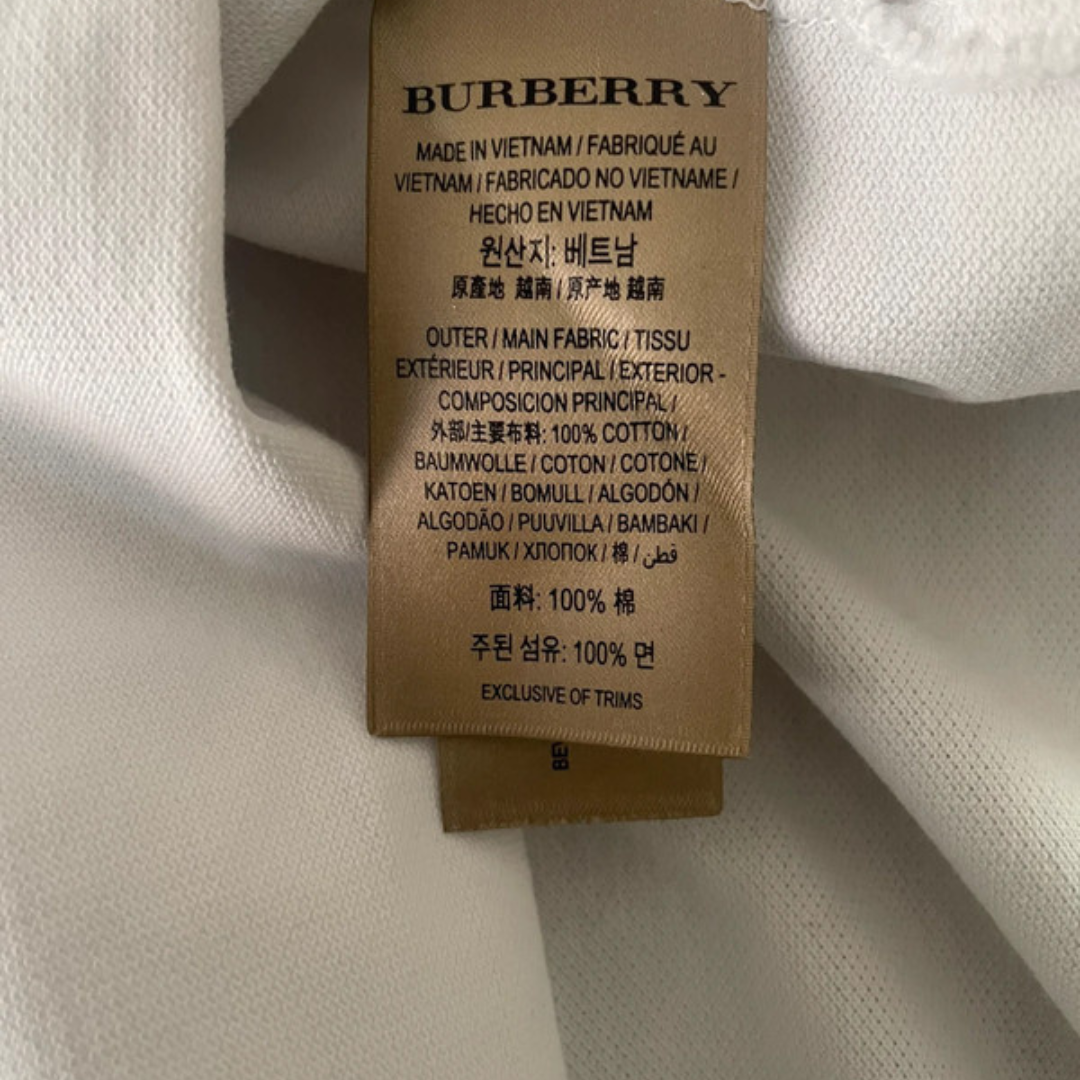 BURBERRY
MADE IN VIETNAM / FABRIQUÉ AU
VIETNAM / FABRICADO NO VIETNAME /
HECHO EN VIETNAM
원산지: 베트남
原產地 越南 / 原产地 越南
OUTER / MAIN FABRIC / TISSU
EXTÉRIEUR / PRINCIPAL / EXTERIOR -
COMPOSICION PRINCIPAL /
外部/主要布料: 100% COTTON /
BAUMWOLLE / COTON / COTONE /
KATOEN / BOMULL / ALGODÓN /
ALGODÃO / PUUVILLA / BAMBAKI /
PAMUK / ХЛОПОК / 棉 / قطن
面料: 100% 棉
주된 섬유: 100% 면
EXCLUSIVE OF TRIMS